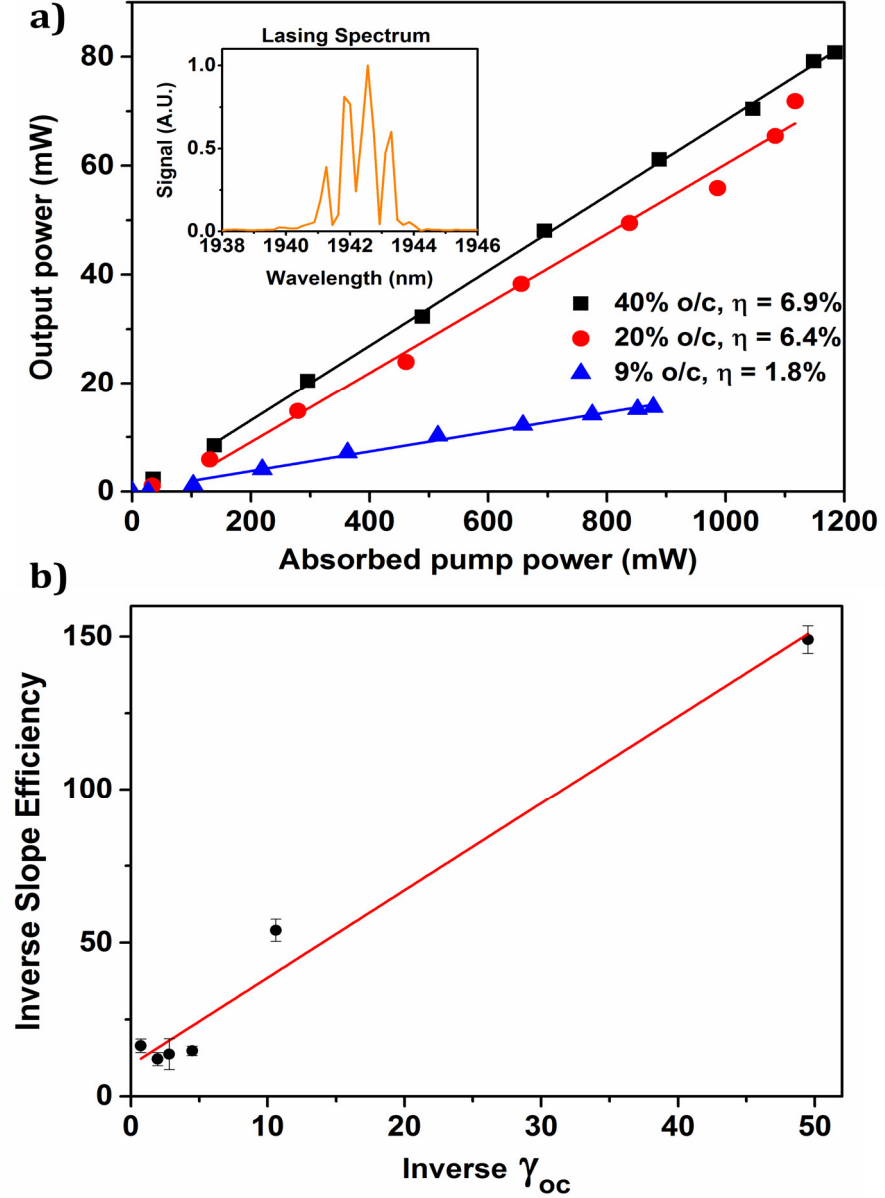 a)
80
60
40
20
0
Output power (mW)
Lasing Spectrum
1.0
0.5
0.0
Signal (A.U.)
1938 1940 1942 1944 1946
Wavelength (nm)
40% o/c, η = 6.9%
20% o/c, η = 6.4%
9% o/c, η = 1.8%
0 200 400 600 800 1000 1200
Absorbed pump power (mW)
b)
150
100
50
0
Inverse Slope Efficiency
0 10 20 30 40 50
Inverse γoc